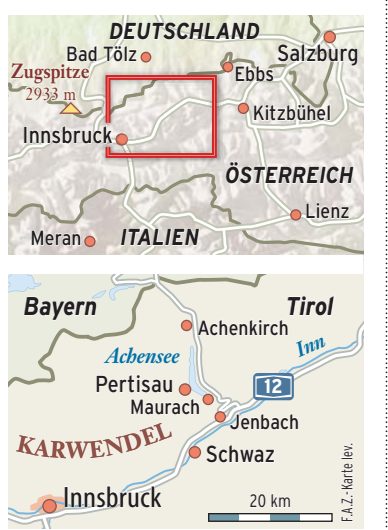 DEUTSCHLAND
Bad Tölz
Salzburg
Zugspitze
2933 m
Ebbs
Kitzbühel
Innsbruck
ÖSTERREICH
Lienz
Meran
ITALIEN
Bayern
Tirol
Achenkirch
Inn
Achensee
Pertisau
12
Maurach
Jenbach
KARWENDEL
Schwaz
Innsbruck
20 km
F.A.Z.-Karte lev.